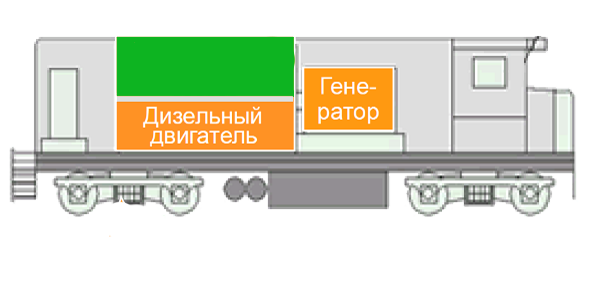 Дизельный
двигатель
Гене-
ратор